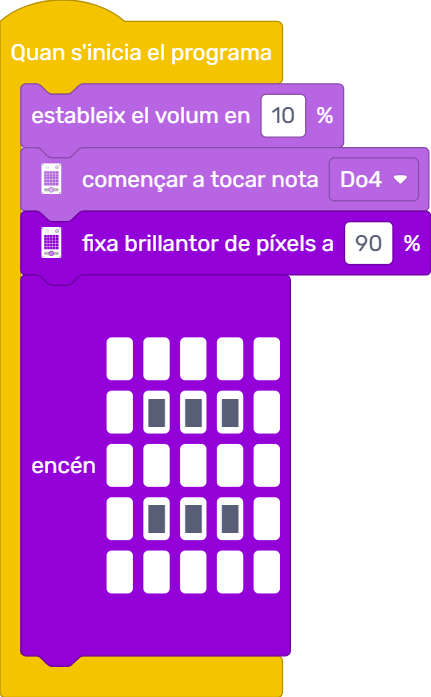 Quan s'inicia el programa
estableix el volum en 10 %
començar a tocar nota Do4
fixa brillantor de píxels a 90 %
encén